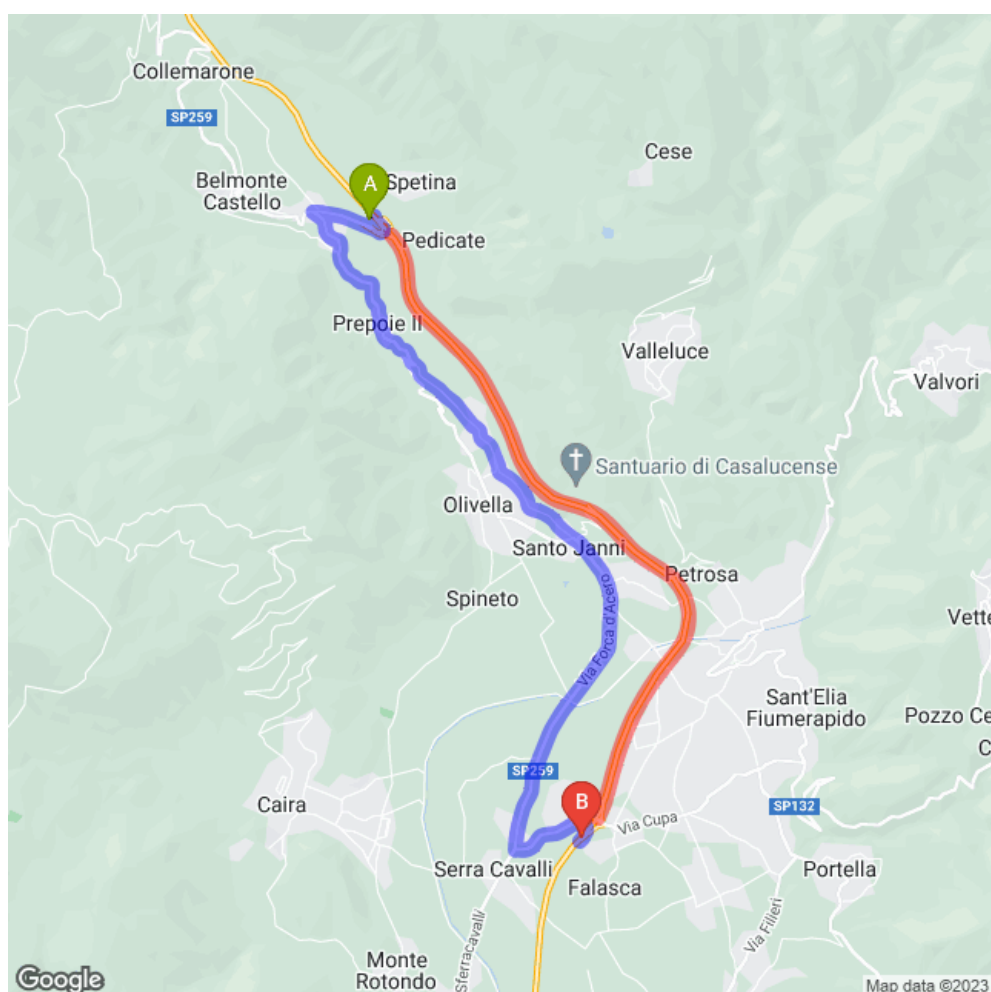 Collemarone
SP259
Cese
A
Spetina
Belmonte
Castello
Pedicate
Prepoie II
Valleluce
Valvori
Santuario di Casalucense
Olivella
Santo Janni
Petrosa
Spineto
Via Forca d'Acero
Sant'Elia
Fiumerapido
SP259
Caira
B
SP132
Via Cupa
Serra Cavalli
Falasca
Portella
Via Filieri
Sferracavalli
Monte
Rotondo
Google
Map data ©2023